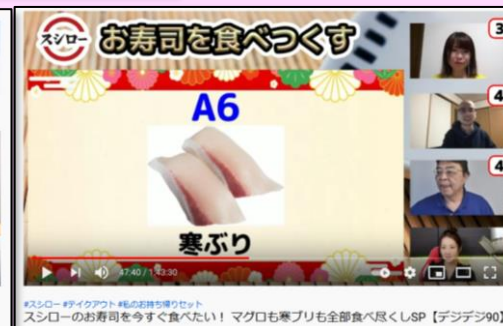 スシロー お寿司を食べつくす
3
A6
4
寒ぶり
4
47:40 / 1:43:30
#スシロー #テイクアウト #私のお持ち帰りセット
スシローのお寿司を今すぐ食べたい！ マグロも寒ブリも全部食べ尽くしSP【デジデジ90】